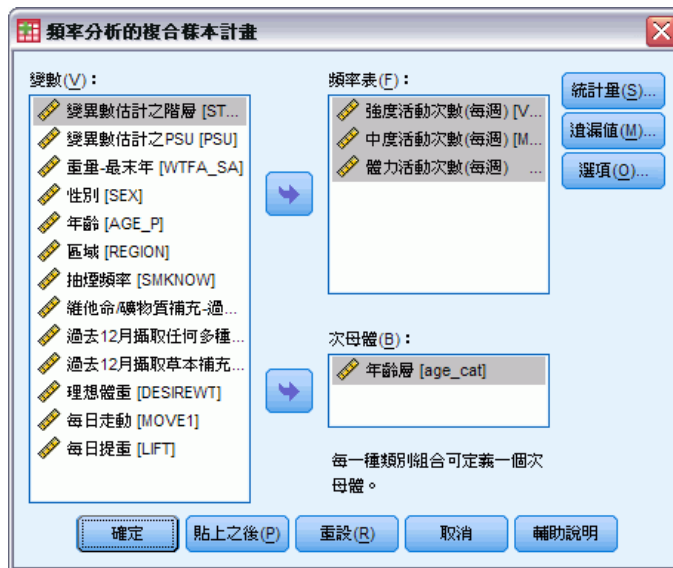 頻率分析的複合樣本計畫
變數(V)：
變異數估計之階層 [ST...
變異數估計之PSU [PSU]
重量-最末年 [WTFA_SA]
性別 [SEX]
年齡 [AGE_P]
區域 [REGION]
抽煙頻率 [SMKNOW]
維他命/礦物質補充-過...
過去12月攝取任何多種...
過去12月攝取草本補充...
理想體重 [DESIREWT]
每日走動 [MOVE1]
每日提重 [LIFT]
頻率表(F)：
強度活動次數(每週) [V...
中度活動次數(每週) [M...
體力活動次數(每週) ...
次母體(B)：
年齡層 [age_cat]
每一種類別組合可定義一個次
母體。
統計量(S)...
遺漏值(M)...
選項(O)...
確定
貼上之後(P)
重設(R)
取消
輔助說明